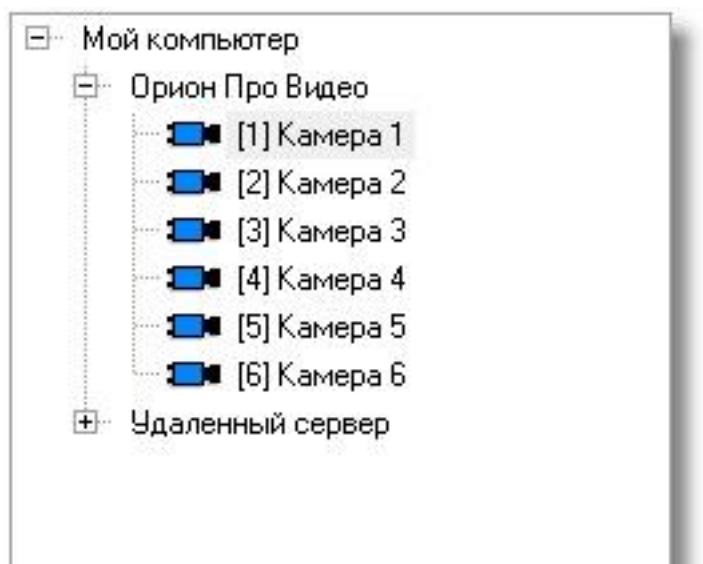 Мой компьютер
Орион Про Видео
[1] Камера 1
[2] Камера 2
[3] Камера 3
[4] Камера 4
[5] Камера 5
[6] Камера 6
Удаленный сервер